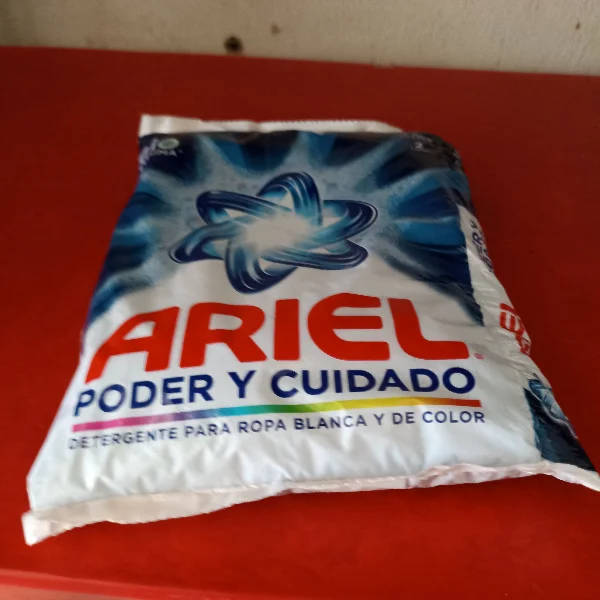 ARIEL
PODER Y CUIDADO
DETERGENTE PARA ROPA BLANCA Y DE COLOR